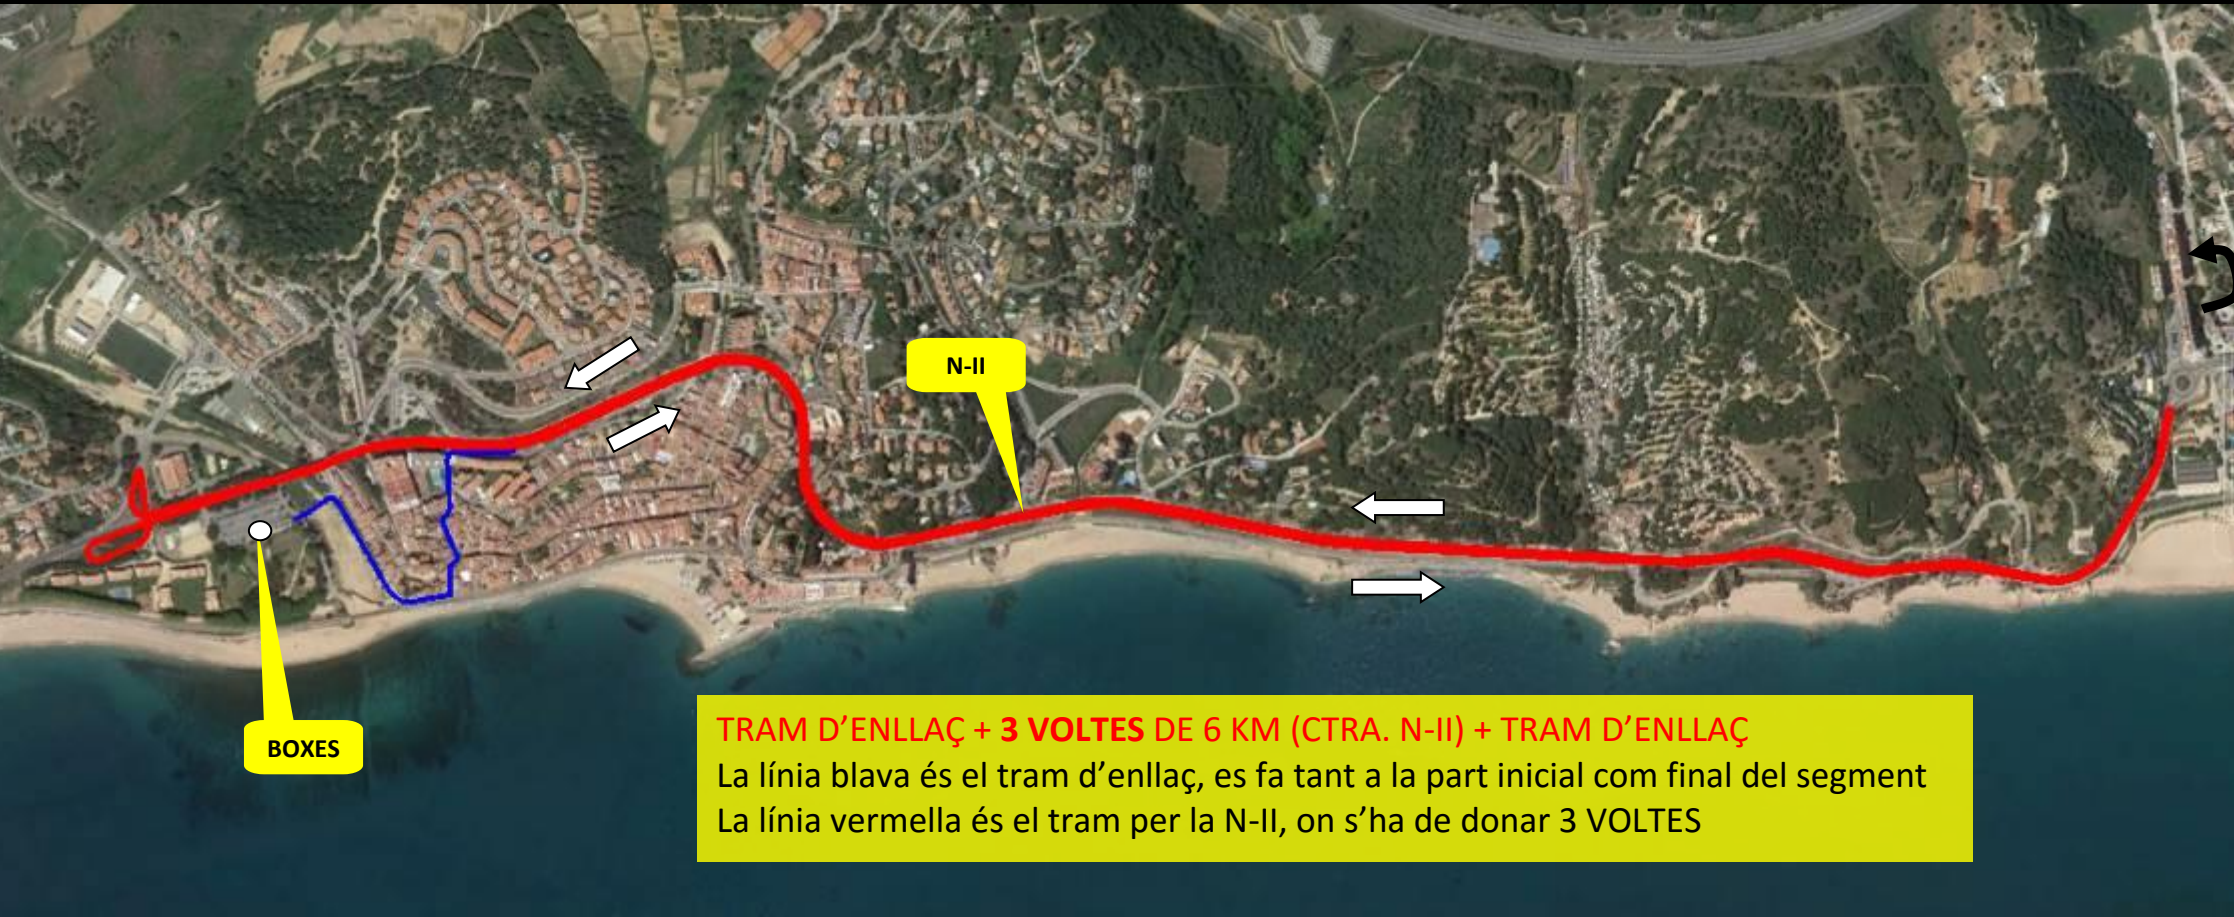 N-II
BOXES
TRAM D’ENLLAÇ + 3 VOLTES DE 6 KM (CTRA. N-II) + TRAM D’ENLLAÇ
La línia blava és el tram d’enllaç, es fa tant a la part inicial com final del segment
La línia vermella és el tram per la N-II, on s’ha de donar 3 VOLTES